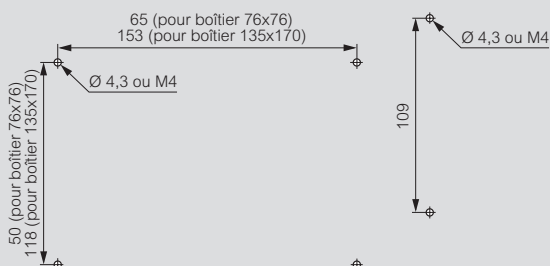 65 (pour boîtier 76x76)
153 (pour boîtier 135x170)
Ø 4,3 ou M4
Ø 4,3 ou M4
50 (pour boîtier 76x76)
118 (pour boîtier 135x170)
109